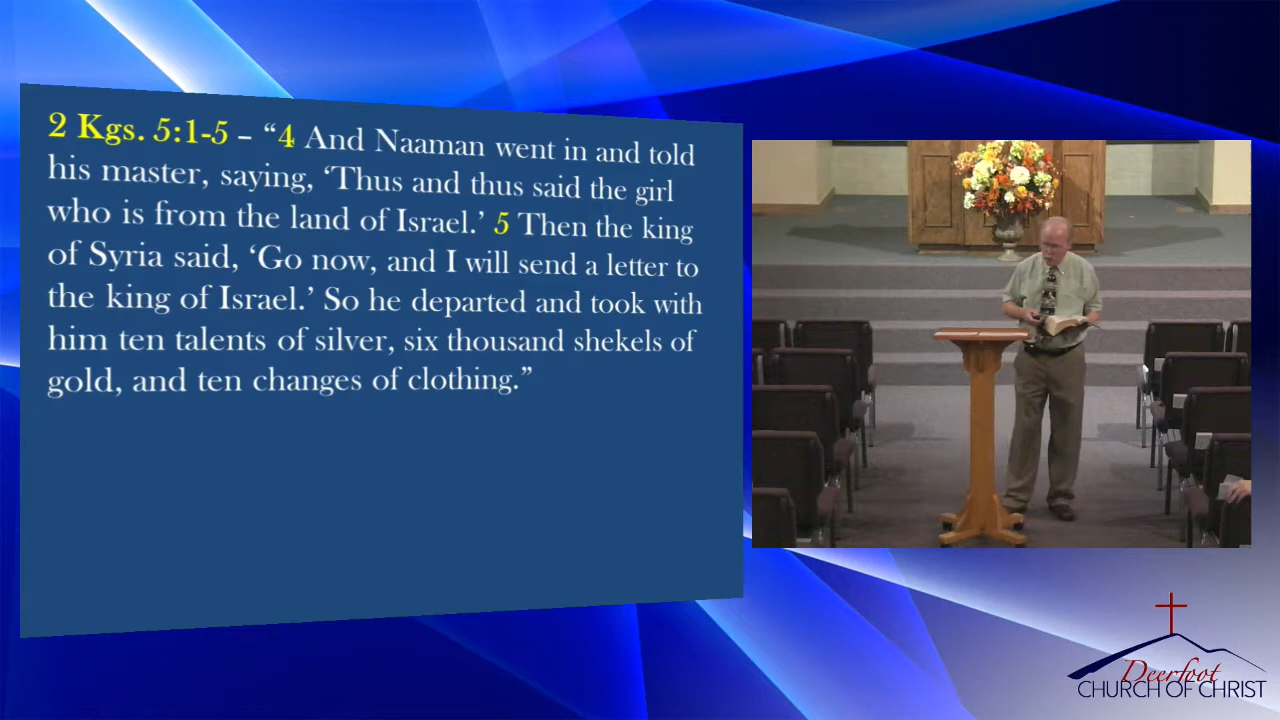 2 Kgs. 5:1-5 – “4 And Naaman went in and told
his master, saying, ‘Thus and thus said the girl
who is from the land of Israel.’ 5 Then the king
of Syria said, ‘Go now, and I will send a letter to
the king of Israel.’ So he departed and took with
him ten talents of silver, six thousand shekels of
gold, and ten changes of clothing.”
Deerfoot
CHURCH OF CHRIST